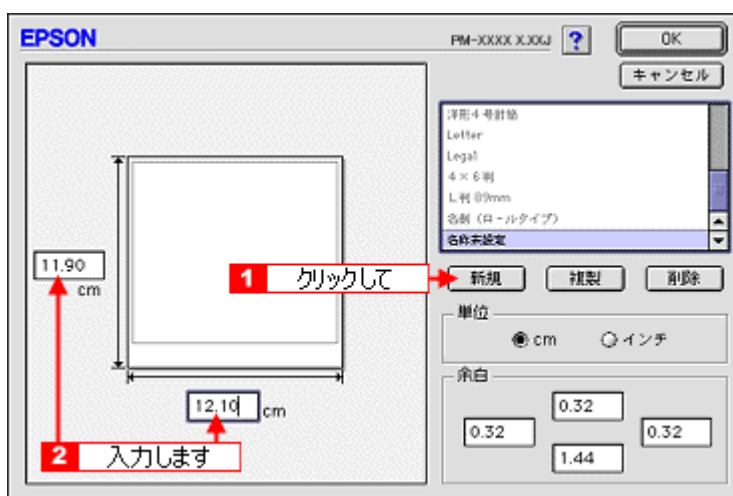 EPSON
PM-XXXX X.XXJ
?
OK
キャンセル
洋形4号封筒
Letter
Legal
4×6判
L判 89mm
名刺 (ロールタイプ)
名称未設定
11.90
cm
1 クリックして
新規
複製
削除
単位
cm
インチ
12.10
cm
余白
0.32
0.32
0.32
1.44
2 入力します